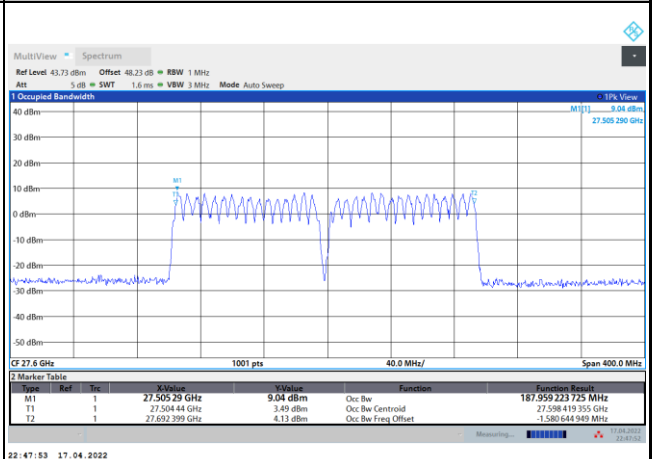 MultiView Spectrum
Ref Level 43.73 dBm Offset 48.23 dB RBW 1 MHz
Att 5 dB SWT 1.6 ms VBW 3 MHz Mode Auto Sweep
1 Occupied Bandwidth 1Pk View
M1[1] 9.04 dBm
27.505 290 GHz
40 dBm
30 dBm
20 dBm
M1
10 dBm
T1 T2
0 dBm
-10 dBm
-20 dBm
-30 dBm
-40 dBm
-50 dBm
CF 27.6 GHz 1001 pts 40.0 MHz/ Span 400.0 MHz
2 Marker Table
Type Ref Trc X-Value Y-Value Function Function Result
M1 1 27.505 29 GHz 9.04 dBm Occ Bw 187.959 223 725 MHz
T1 1 27.504 44 GHz 3.49 dBm Occ Bw Centroid 27.598 419 355 GHz
T2 1 27.692 399 GHz 4.13 dBm Occ Bw Freq Offset -1.580 644 949 MHz
Measuring... 17.04.2022
22:47:52
22:47:53 17.04.2022